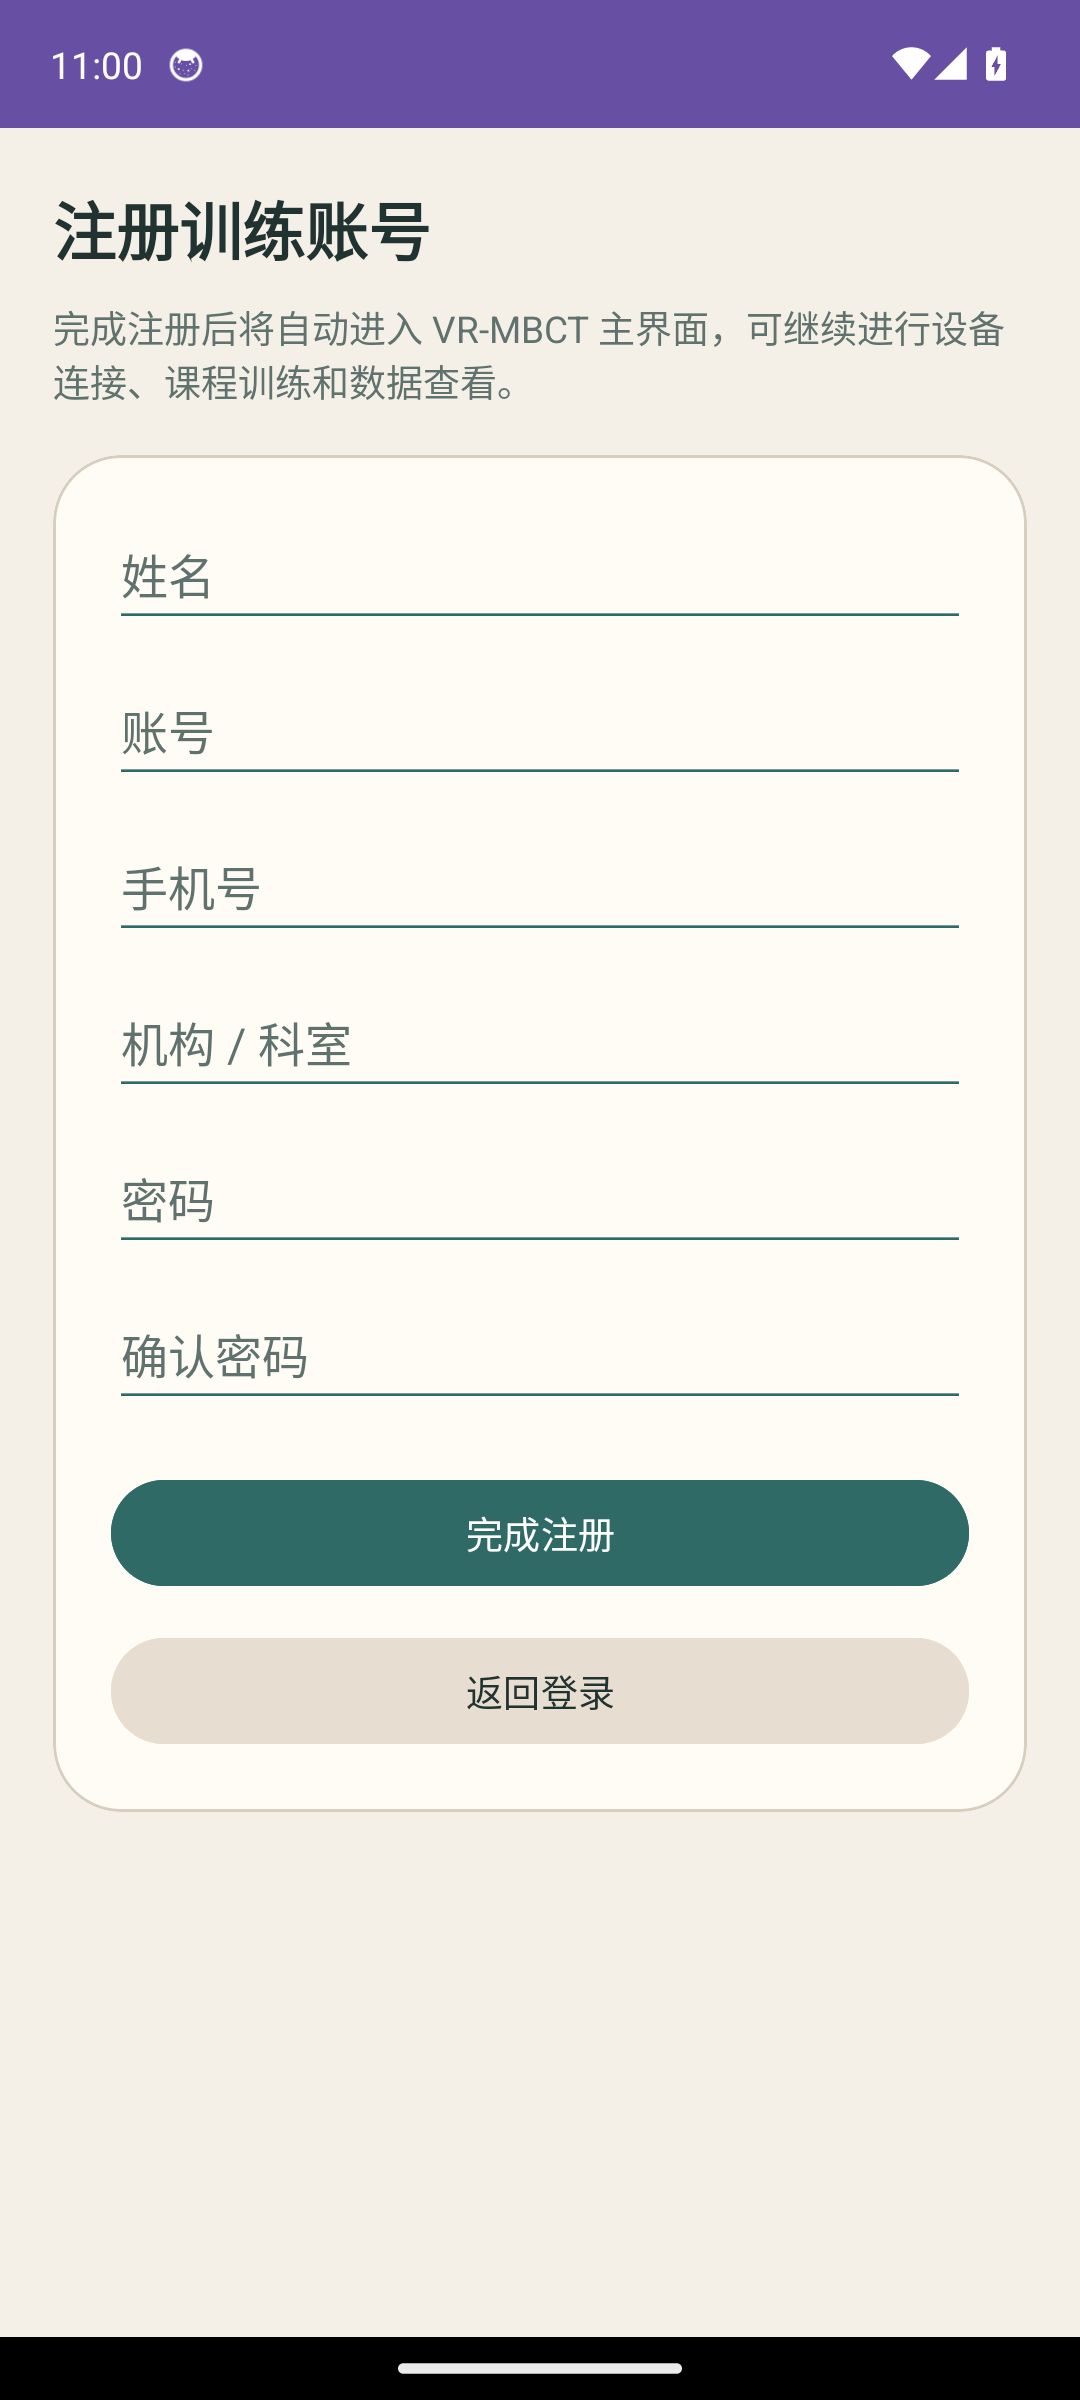 11:00
注册训练账号
完成注册后将自动进入 VR-MBCT 主界面，可继续进行设备
连接、课程训练和数据查看。
姓名
账号
手机号
机构 / 科室
密码
确认密码
完成注册
返回登录